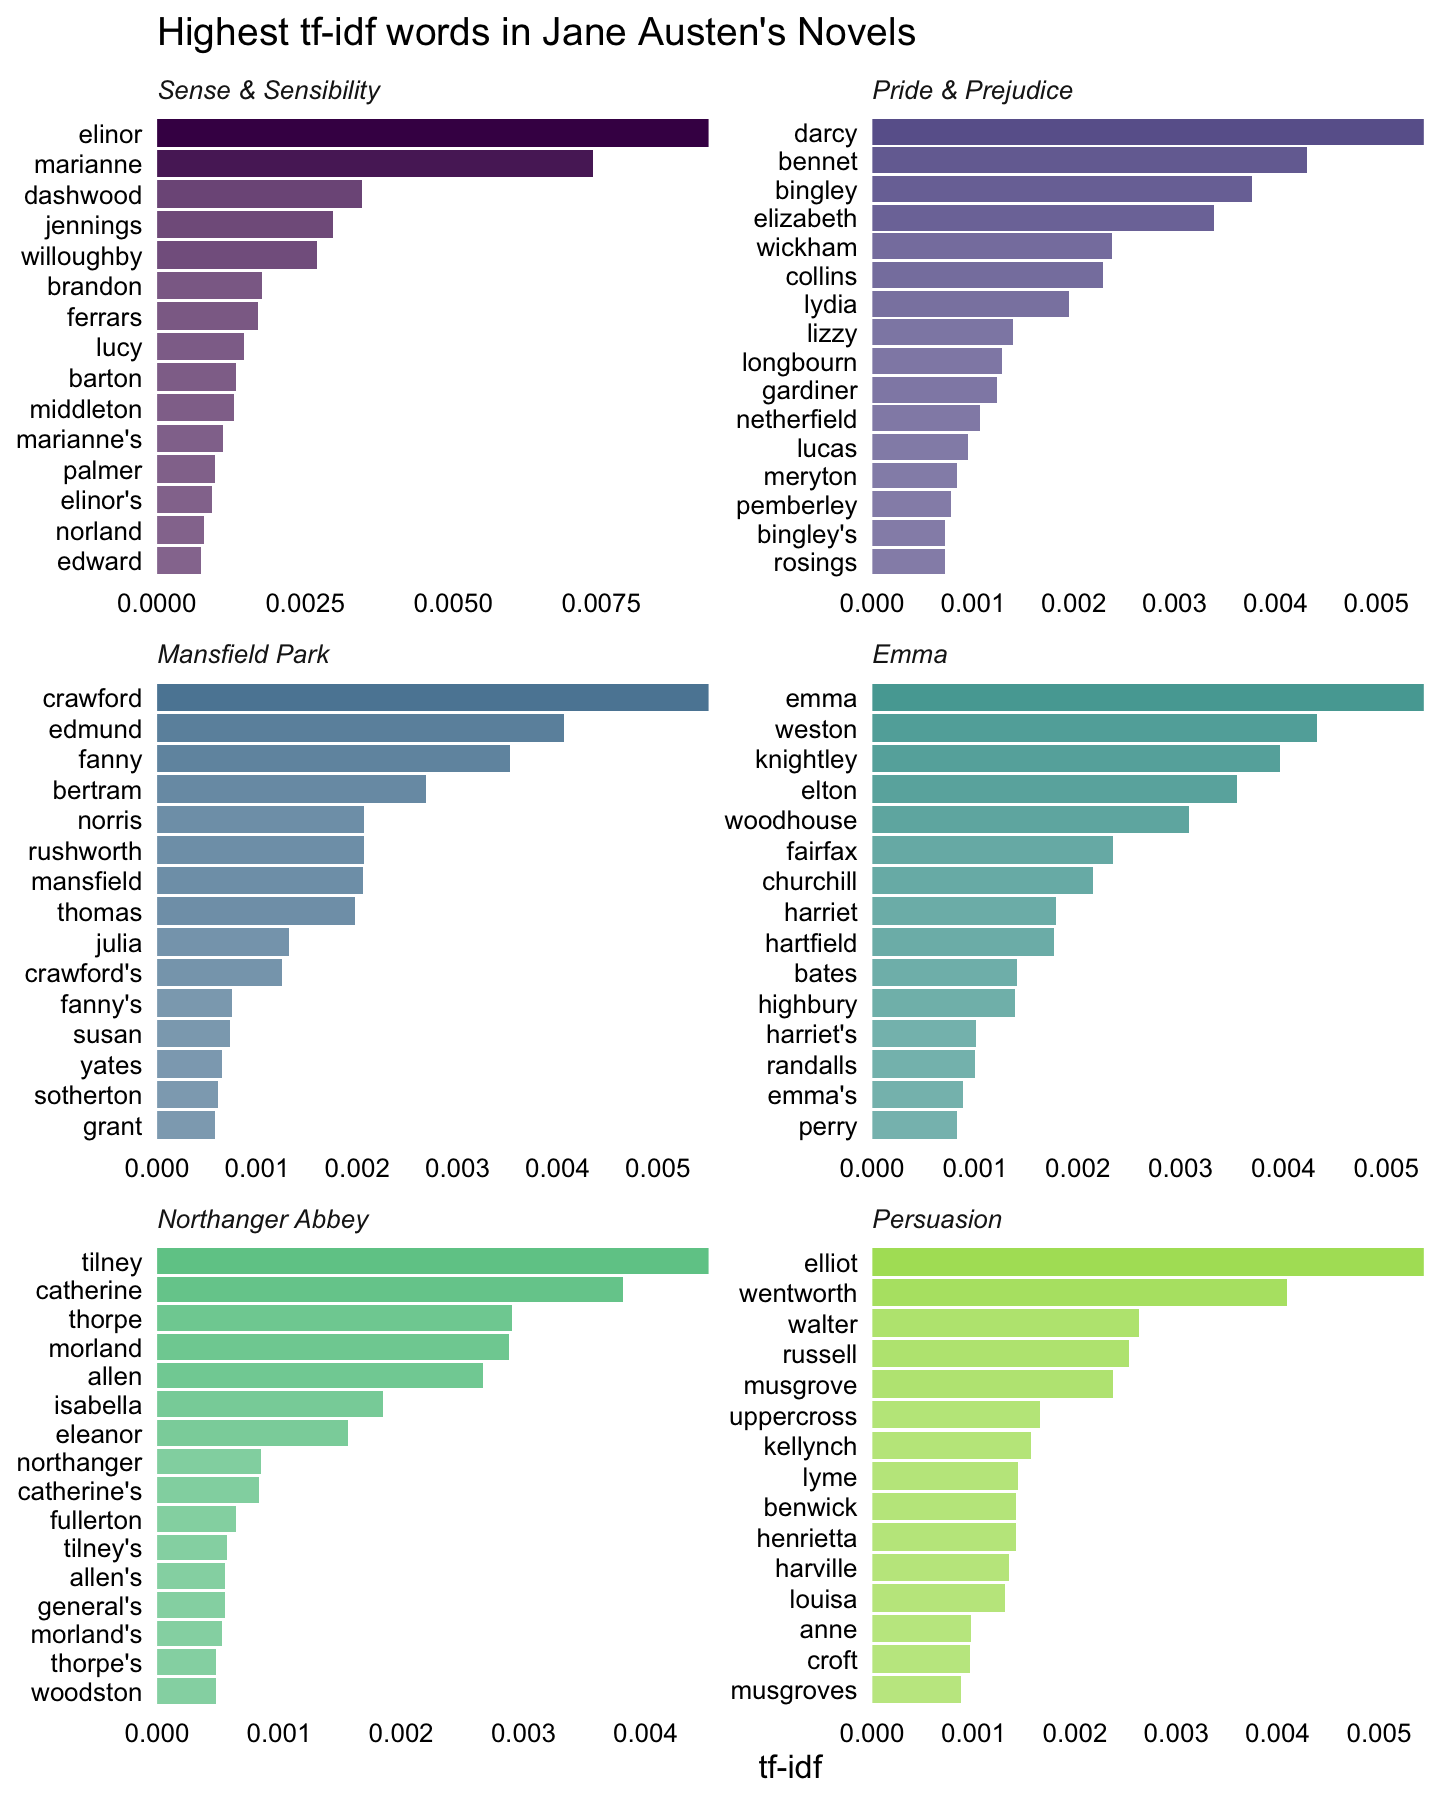 Highest tf-idf words in Jane Austen's Novels
Sense & Sensibility
elinor
marianne
dashwood
jennings
willoughby
brandon
ferrars
lucy
barton
middleton
marianne's
palmer
elinor's
norland
edward
0.0000 0.0025 0.0050 0.0075
Pride & Prejudice
darcy
bennet
bingley
elizabeth
wickham
collins
lydia
lizzy
longbourn
gardiner
netherfield
lucas
meryton
pemberley
bingley's
rosings
0.000 0.001 0.002 0.003 0.004 0.005
Mansfield Park
crawford
edmund
fanny
bertram
norris
rushworth
mansfield
thomas
julia
crawford's
fanny's
susan
yates
sotherton
grant
0.000 0.001 0.002 0.003 0.004 0.005
Emma
emma
weston
knightley
elton
woodhouse
fairfax
churchill
harriet
hartfield
bates
highbury
harriet's
randalls
emma's
perry
0.000 0.001 0.002 0.003 0.004 0.005
Northanger Abbey
tilney
catherine
thorpe
morland
allen
isabella
eleanor
northanger
catherine's
fullerton
tilney's
allen's
general's
morland's
thorpe's
woodston
0.000 0.001 0.002 0.003 0.004
Persuasion
elliot
wentworth
walter
russell
musgrove
uppercross
kellynch
lyme
benwick
henrietta
harville
louisa
anne
croft
musgroves
0.000 0.001 0.002 0.003 0.004 0.005
tf-idf